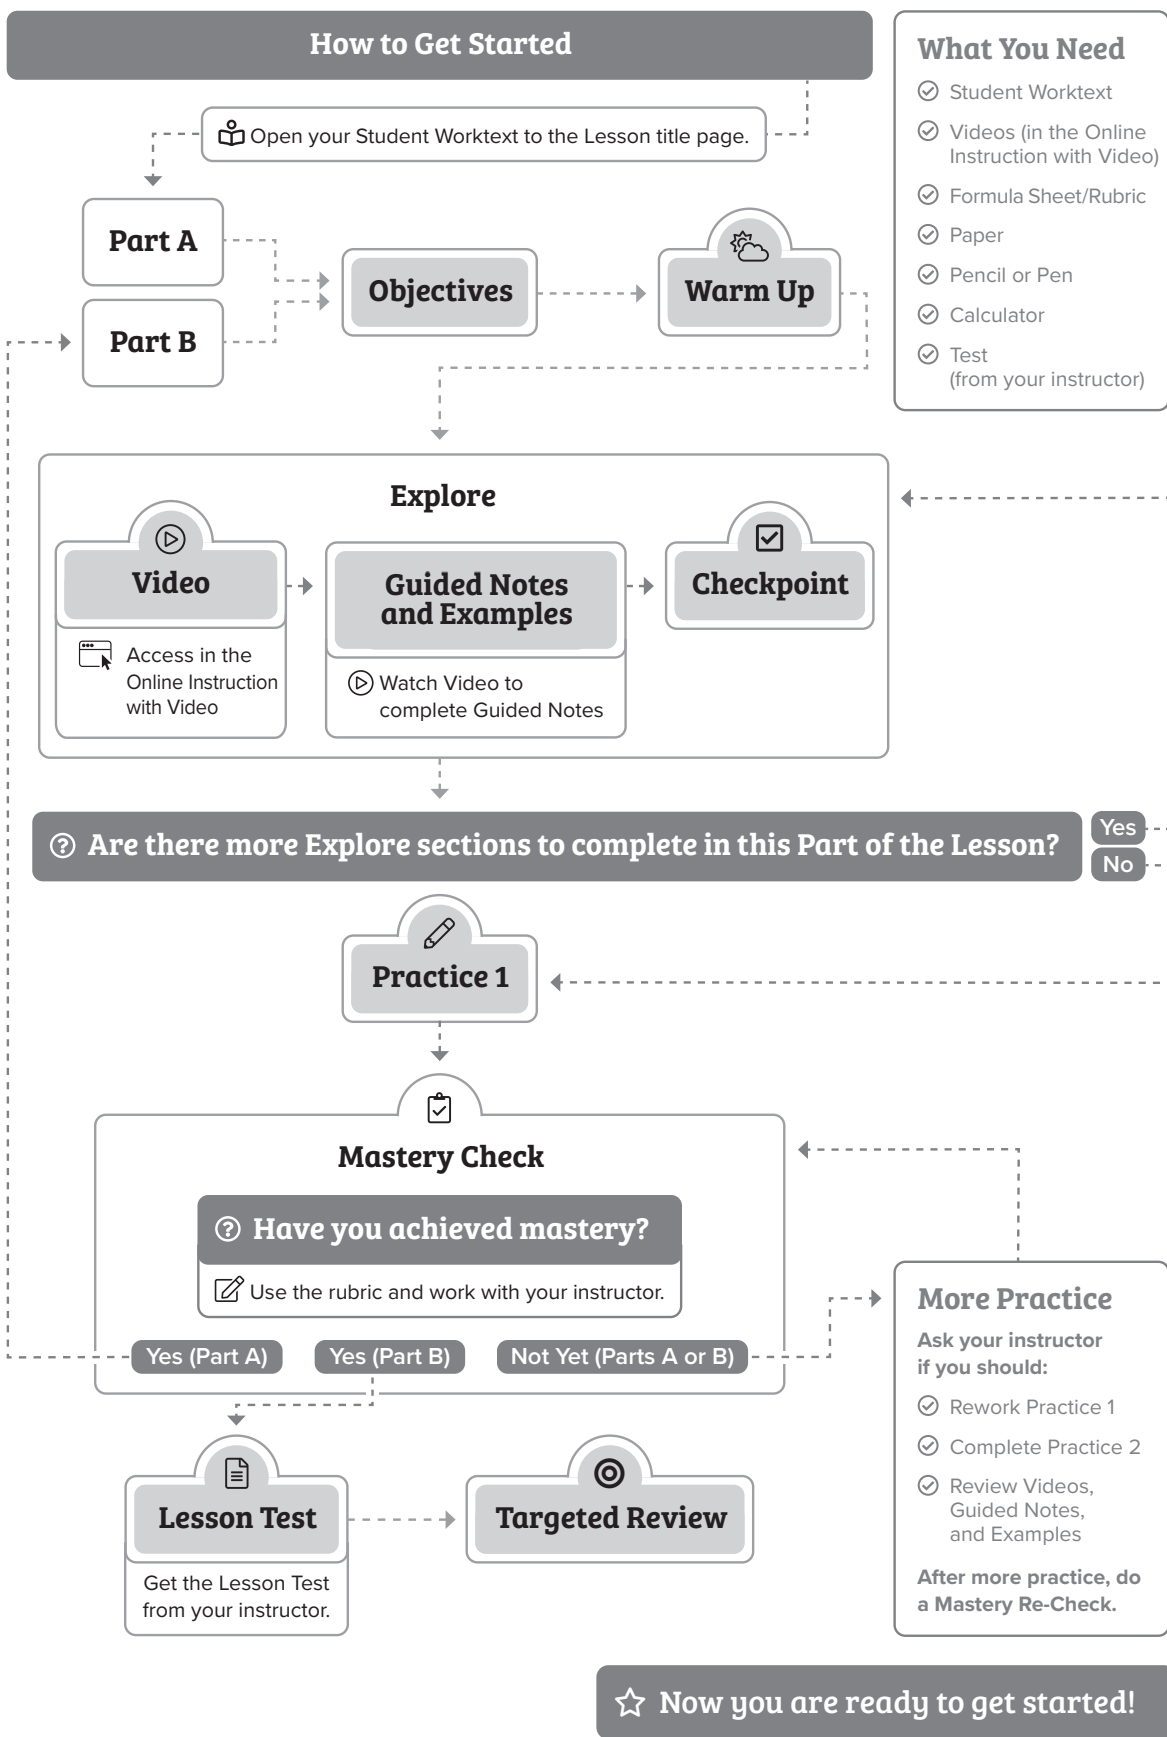 How to Get Started
Open your Student Worktext to the Lesson title page.
What You Need
Student Worktext
Videos (in the Online
Instruction with Video)
Formula Sheet/Rubric
Paper
Pencil or Pen
Calculator
Test
(from your instructor)
Part A
Part B
Objectives
Warm Up
Explore
Video
Access in the
Online Instruction
with Video
Guided Notes
and Examples
Watch Video to
complete Guided Notes
Checkpoint
Are there more Explore sections to complete in this Part of the Lesson?
Yes
No
Practice 1
Mastery Check
Have you achieved mastery?
Use the rubric and work with your instructor.
Yes (Part A)
Yes (Part B)
Not Yet (Parts A or B)
More Practice
Ask your instructor
if you should:
Rework Practice 1
Complete Practice 2
Review Videos,
Guided Notes,
and Examples
After more practice, do
a Mastery Re-Check.
Lesson Test
Get the Lesson Test
from your instructor.
Targeted Review
Now you are ready to get started!